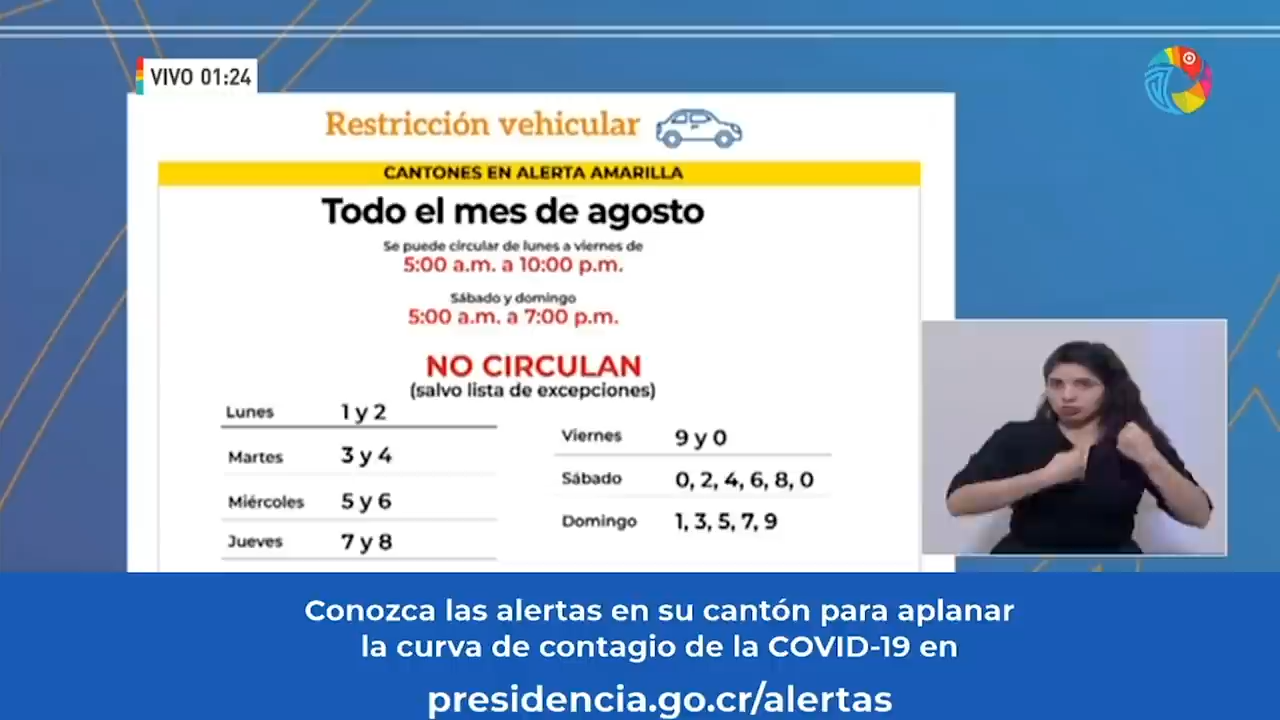 VIVO 01:24
Restricción vehicular
CANTONES EN ALERTA AMARILLA
Todo el mes de agosto
Se puede circular de lunes a viernes de
5:00 a.m. a 10:00 p.m.
Sábado y domingo
5:00 a.m. a 7:00 p.m.
NO CIRCULAN
(salvo lista de excepciones)
Lunes 1 y 2
Martes 3 y 4
Miércoles 5 y 6
Jueves 7 y 8
Viernes 9 y 0
Sábado 0, 2, 4, 6, 8, 0
Domingo 1, 3, 5, 7, 9
Conozca las alertas en su cantón para aplanar
la curva de contagio de la COVID-19 en
presidencia.go.cr/alertas